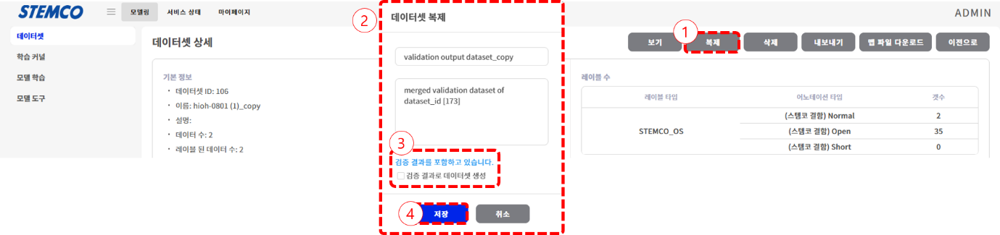 STEMCO
모델링
서비스 상태
마이페이지
ADMIN
데이터셋
학습 커널
모델 학습
모델 도구
데이터셋 상세
1
보기
복제
삭제
내보내기
맵 파일 다운로드
이전으로
기본 정보
· 데이터셋 ID: 106
· 이름: hioh-0801 (1)_copy
· 설명:
· 데이터 수: 2
· 레이블 된 데이터 수: 2
2
데이터셋 복제
validation output dataset_copy
merged validation dataset of
dataset_id [173]
3
검증 결과를 포함하고 있습니다.
검증 결과로 데이터셋 생성
4
저장
취소
레이블 수
레이블 타입
어노테이션 타입
갯수
STEMCO_OS
(스템코 결함) Normal
2
(스템코 결함) Open
35
(스템코 결함) Short
0